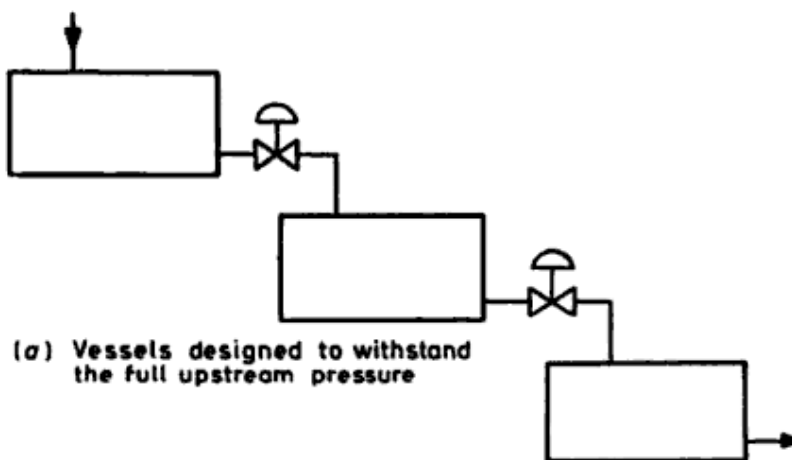 (a) Vessels designed to withstand
the full upstream pressure